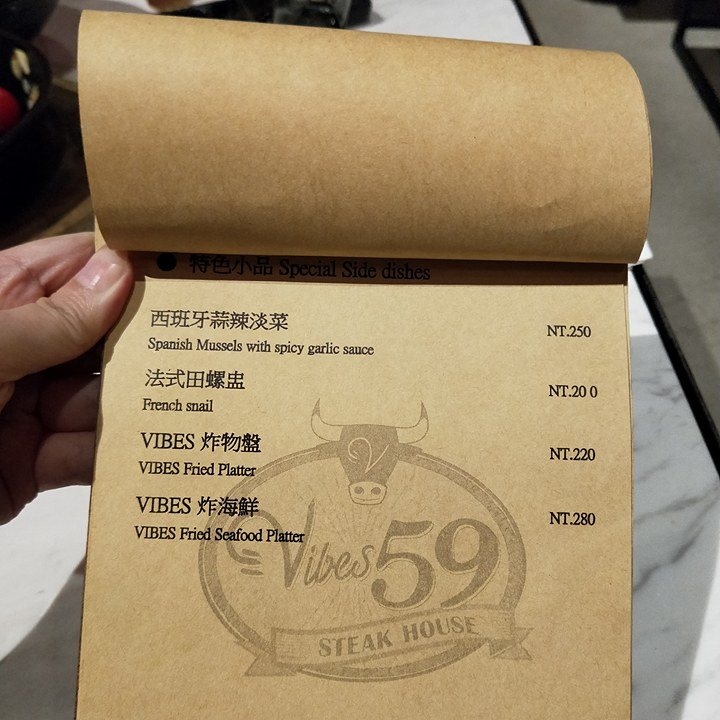 ● 特色小品 Special Side dishes
西班牙蒜辣淡菜
NT.250
Spanish Mussels with spicy garlic sauce
法式田螺盅
NT.20 0
French snail
VIBES 炸物盤
NT.220
VIBES Fried Platter
VIBES 炸海鮮
NT.280
VIBES Fried Seafood Platter
V
Vibes 59
STEAK HOUSE